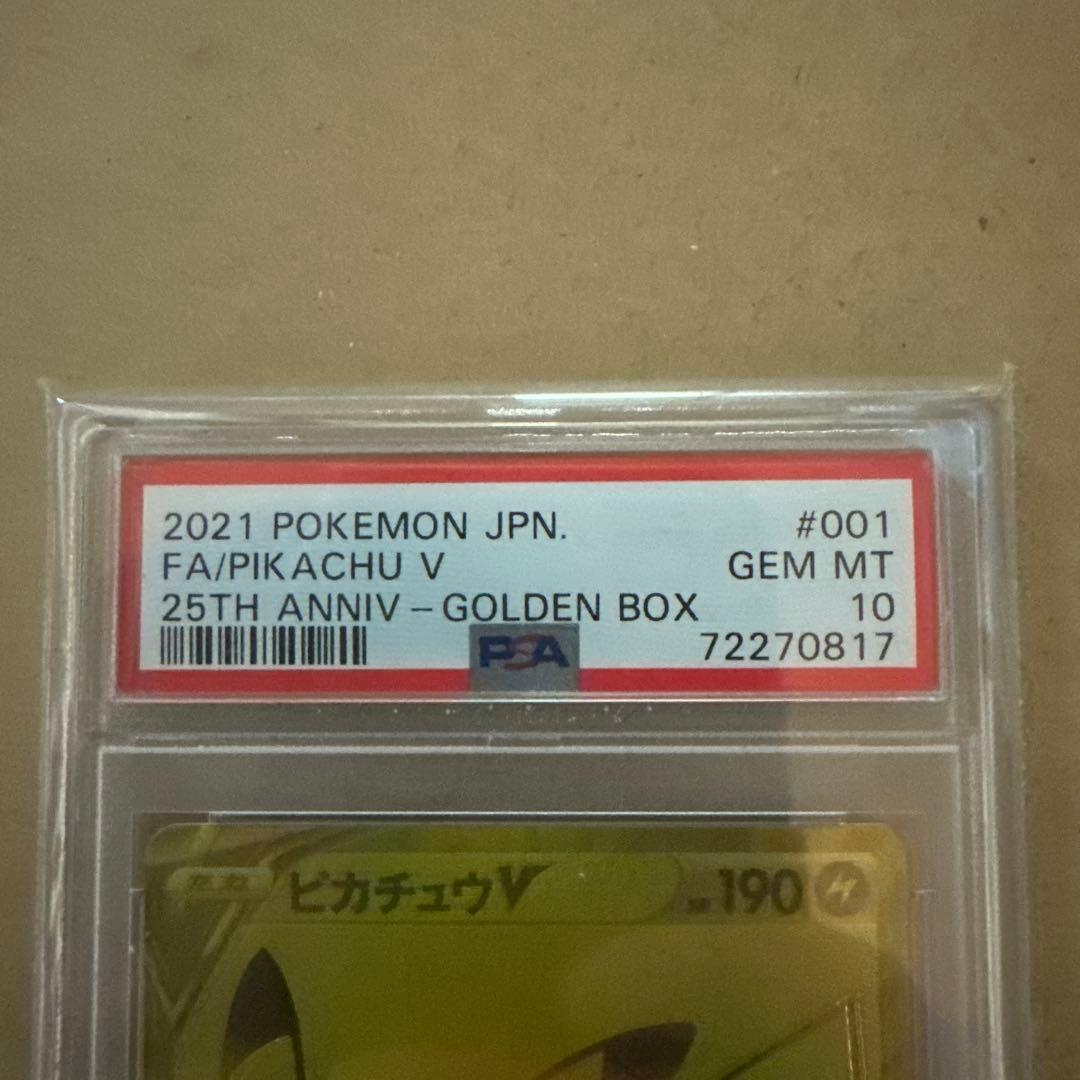 2021 POKEMON JPN. #001
FA/PIKACHU V GEM MT
25TH ANNIV – GOLDEN BOX 10
PSA 72270817
ピカチュウV 190